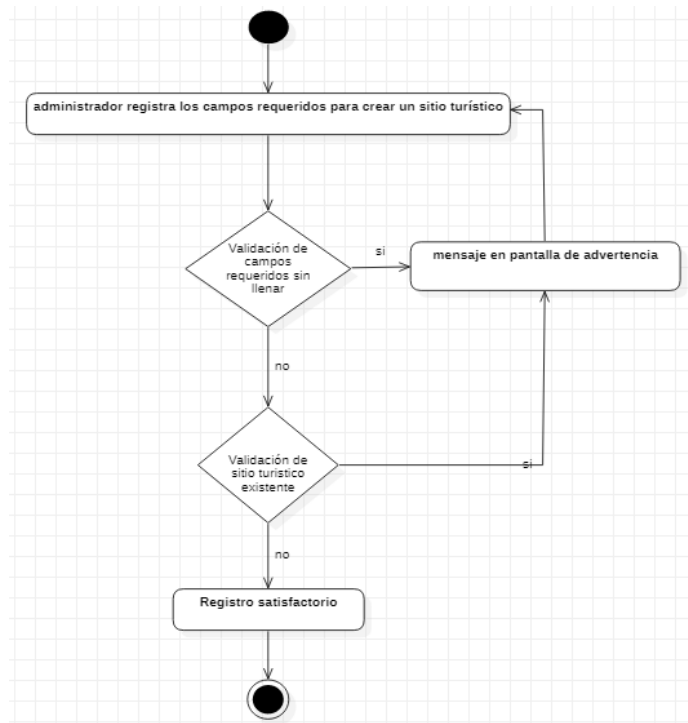 administrador registra los campos requeridos para crear un sitio turístico
Validación de
campos
requeridos sin
llenar
si
mensaje en pantalla de advertencia
no
Validación de
sitio turistico
existente
si
no
Registro satisfactorio